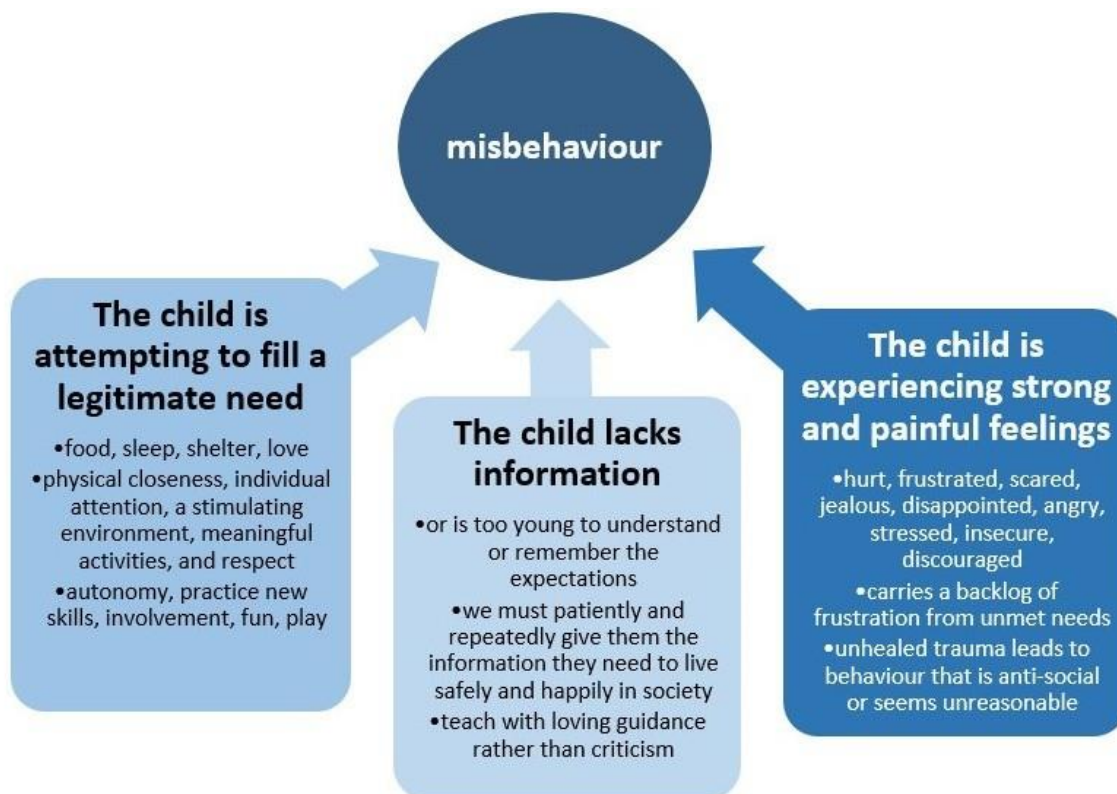 misbehaviour
The child is
attempting to fill a
legitimate need
•food, sleep, shelter, love
•physical closeness, individual
attention, a stimulating
environment, meaningful
activities, and respect
•autonomy, practice new
skills, involvement, fun, play
The child lacks
information
•or is too young to understand
or remember the
expectations
•we must patiently and
repeatedly give them the
information they need to live
safely and happily in society
•teach with loving guidance
rather than criticism
The child is
experiencing strong
and painful feelings
•hurt, frustrated, scared,
jealous, disappointed, angry,
stressed, insecure,
discouraged
•carries a backlog of
frustration from unmet needs
•unhealed trauma leads to
behaviour that is anti-social
or seems unreasonable